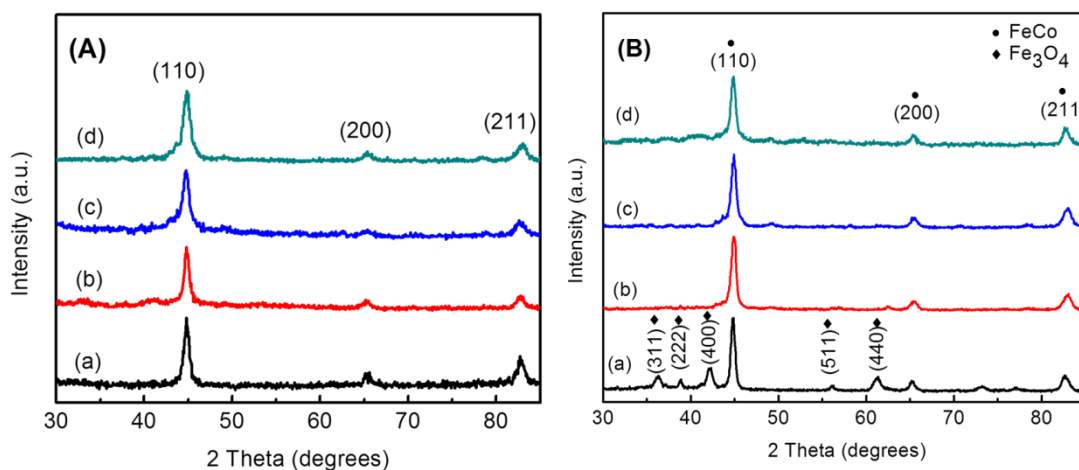 (A)
(110)
(200)
(211)
(d)
(c)
(b)
(a)
Intensity (a.u.)
30 40 50 60 70 80
2 Theta (degrees)
(B)
● FeCo
♦ Fe3O4
(110)
(200)
(211
(d)
(c)
(b)
(a)
(311)
(222)
(400)
(511)
(440)
Intensity (a.u.)
30 40 50 60 70 80
2 Theta (degrees)